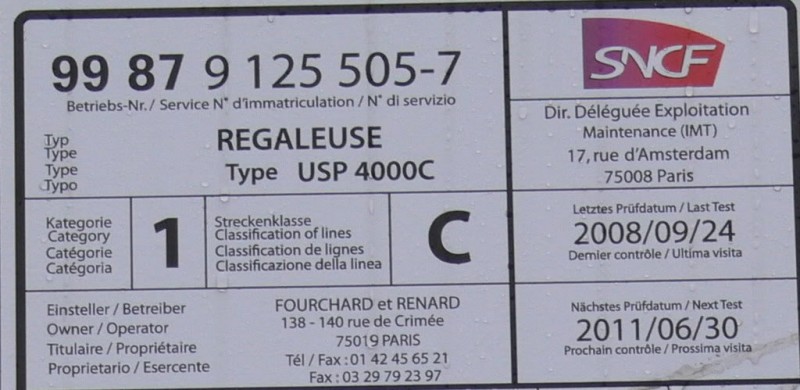 99 87 9 125 505-7
Betriebs-Nr./ Service N° d'immatriculation / N° di servizio
Typ
Type
Type
Typo
REGALEUSE
Type USP 4000C
Kategorie
Category
Catégorie
Catégoria
1
Streckenklasse
Classification of lines
Classification de lignes
Classificazione della linea
C
Einsteller / Betreiber
Owner / Operator
Titulaire / Propriétaire
Proprietario / Esercente
FOURCHARD et RENARD
138 - 140 rue de Crimée
75019 PARIS
Tél / Fax : 01 42 45 65 21
Fax : 03 29 79 23 97
SNCF
Dir. Déléguée Exploitation
Maintenance (IMT)
17, rue d'Amsterdam
75008 Paris
Letztes Prüfdatum / Last Test
2008/09/24
Dernier contrôle / Ultima visita
Nächstes Prüfdatum / Next Test
2011/06/30
Prochain contrôle / Prossima visita